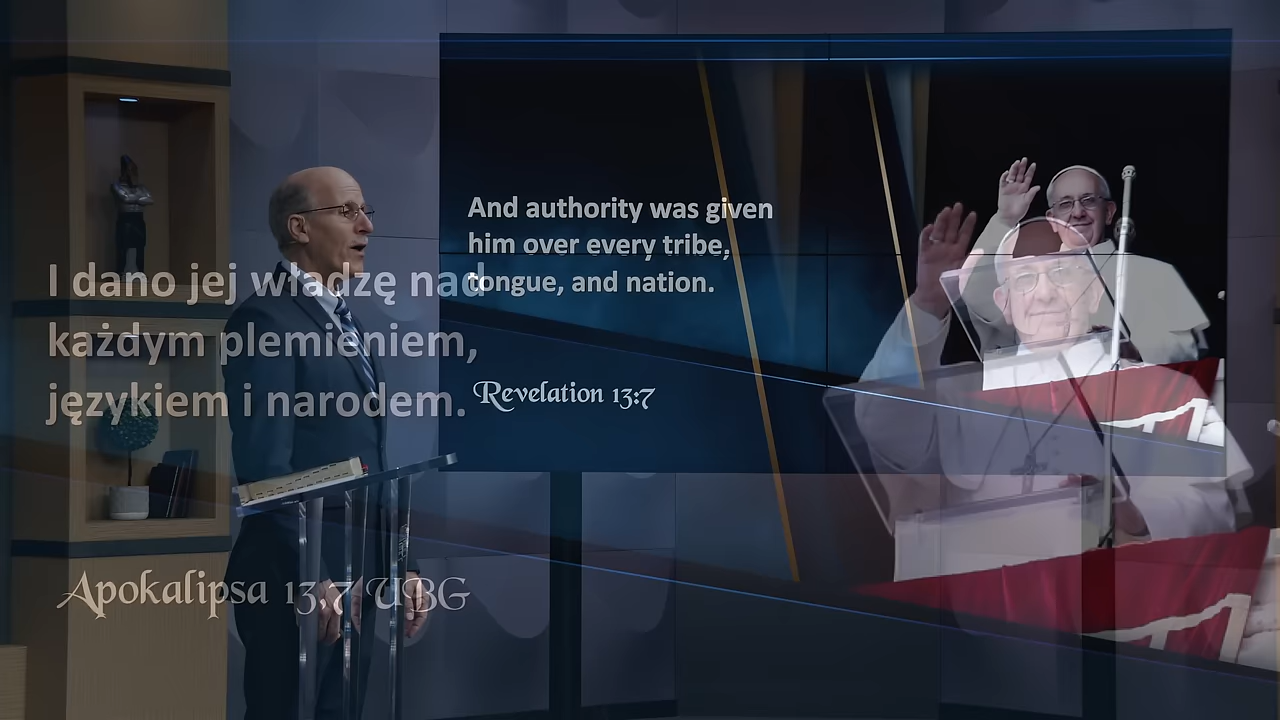 And authority was given
him over every tribe,
tongue, and nation.
Revelation 13:7
I dano jej władzę nad
każdym plemieniem,
językiem i narodem.
Apokalipsa 13,7 UBG